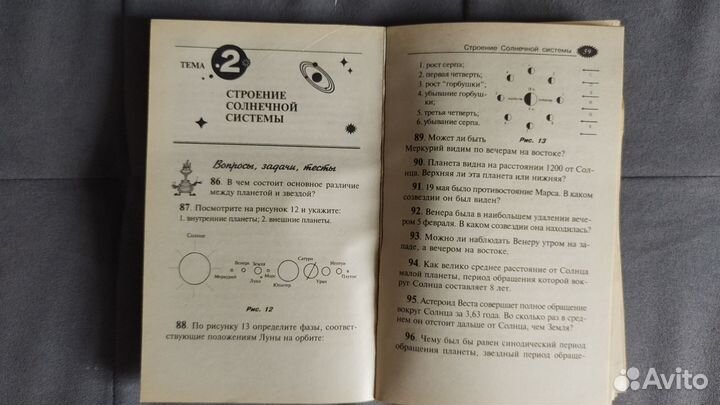 ТЕМА 2
СТРОЕНИЕ
СОЛНЕЧНОЙ
СИСТЕМЫ
Вопросы, задачи, тесты
86. В чем состоит основное различие
между планетой и звездой?
87. Посмотрите на рисунок 12 и укажите:
1. внутренние планеты; 2. внешние планеты.
Солнце
Сатурн
Венера Земля Нептун
Меркурий Луна Марс Юпитер Уран Плутон
Рис. 12
88. По рисунку 13 определите фазы, соответ-
ствующие положениям Луны на орбите:
Строение Солнечной системы 59
1. рост серпа;
2. первая четверть;
3. рост "горбушки";
4. убывание горбуш-
ки;
5. третья четверть;
6. убывание серпа.
Рис. 13
89. Может ли быть
Меркурий видим по вечерам на востоке?
90. Планета видна на расстоянии 1200 от Сол-
нца. Верхняя ли эта планета или нижняя?
91. 19 мая было противостояние Марса. В каком
созвездии он был виден?
92. Венера была в наибольшем удалении вече-
ром 5 февраля. В каком созвездии она находилась?
93. Можно ли наблюдать Венеру утром на за-
паде, а вечером на востоке?
94. Как велико среднее расстояние от Солнца
малой планеты, период обращения которой вок-
руг Солнца составляет 8 лет.
95. Астероид Веста совершает полное обращение
вокруг Солнца за 3,63 года. Во сколько раз в сред-
нем он отстоит дальше от Солнца, чем Земля?
96. Чему был бы равен синодический период
обращения планеты, звездный период обраще-
Avito